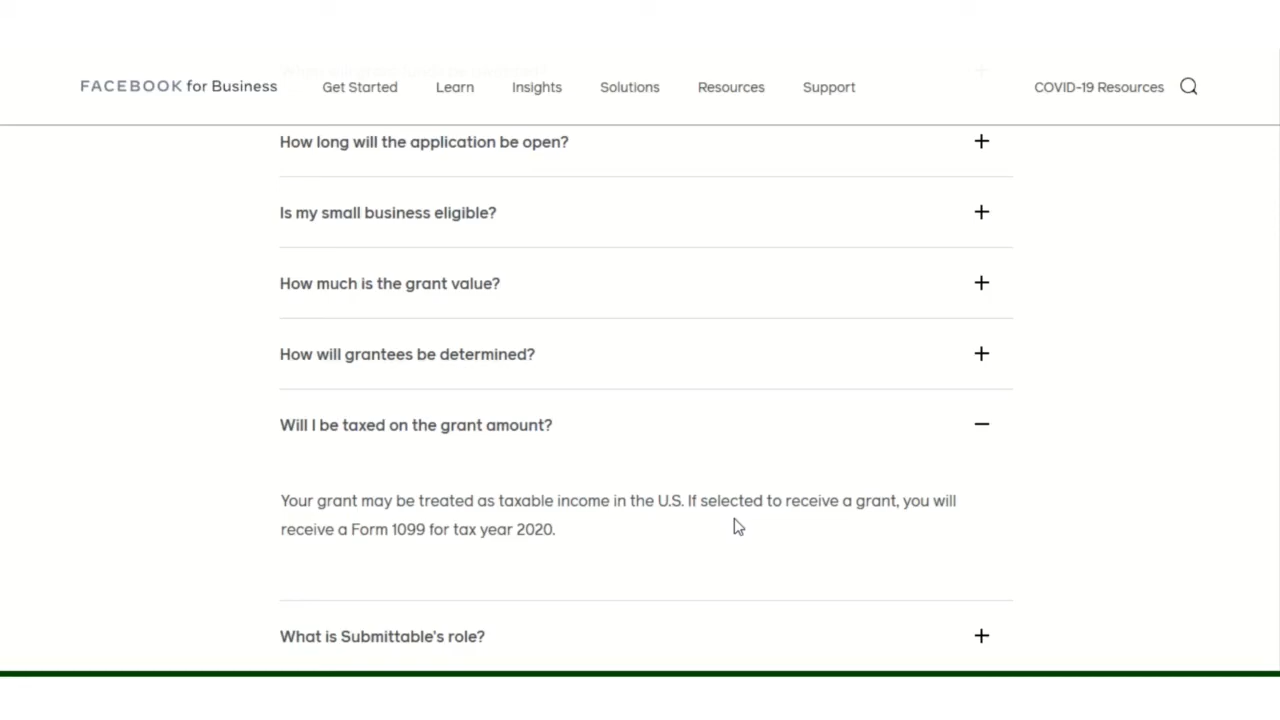 FACEBOOK for Business Get Started Learn Insights Solutions Resources Support COVID-19 Resources
How long will the application be open?
Is my small business eligible?
How much is the grant value?
How will grantees be determined?
Will I be taxed on the grant amount?
Your grant may be treated as taxable income in the U.S. If selected to receive a grant, you will
receive a Form 1099 for tax year 2020.
What is Submittable's role?